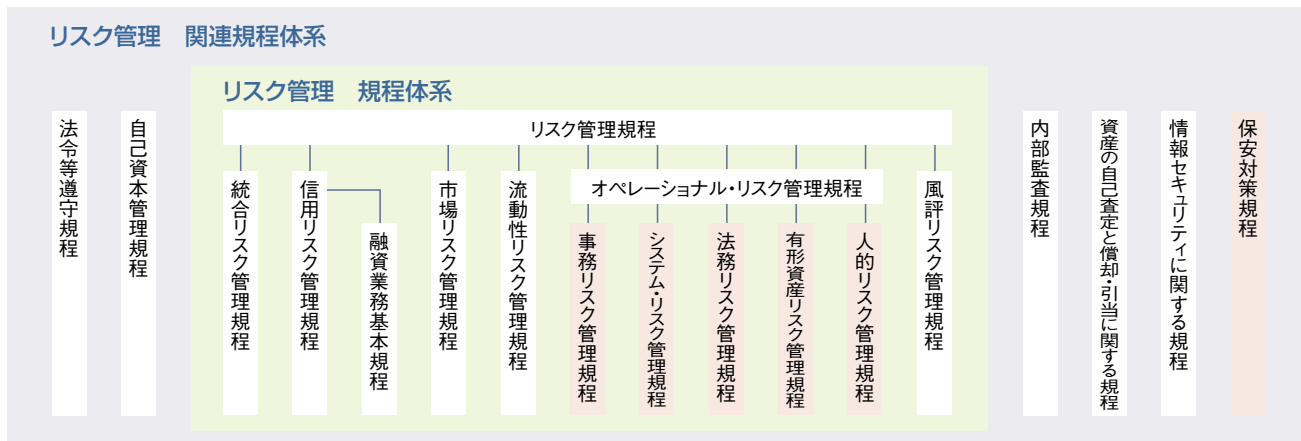 リスク管理　関連規程体系
リスク管理　規程体系
法令等遵守規程
自己資本管理規程
リスク管理規程
統合リスク管理規程
信用リスク管理規程
融資業務基本規程
市場リスク管理規程
流動性リスク管理規程
オペレーショナル・リスク管理規程
事務リスク管理規程
システム・リスク管理規程
法務リスク管理規程
有形資産リスク管理規程
人的リスク管理規程
風評リスク管理規程
内部監査規程
資産の自己査定と償却・引当に関する規程
情報セキュリティに関する規程
保安対策規程